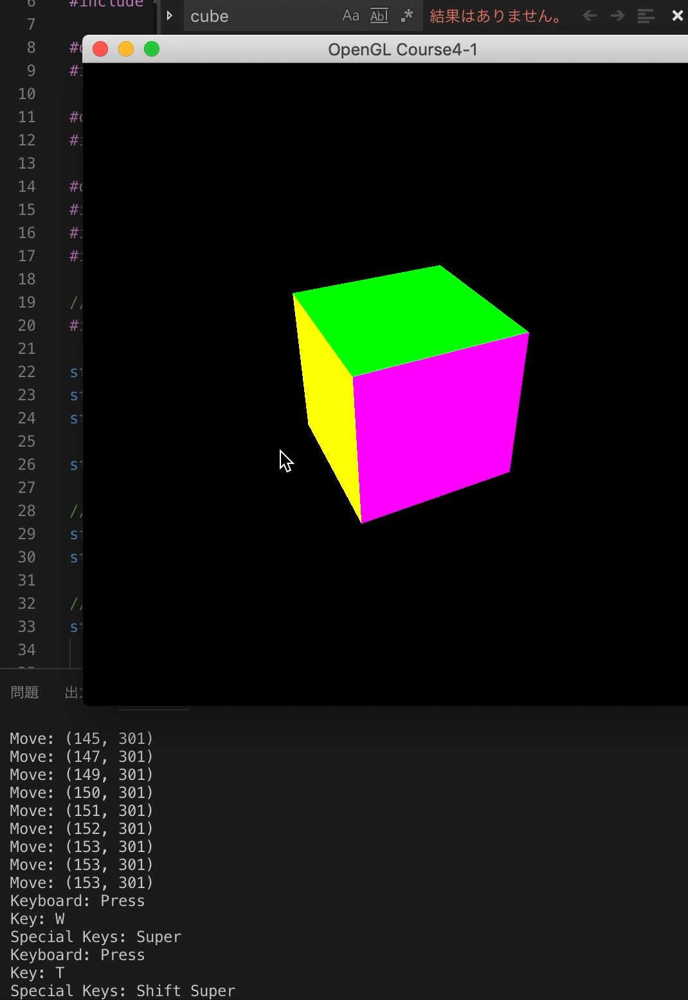 6 #include <
cube Aa Abl .* 結果はありません。
7
OpenGL Course4-1
8
9
10
11
12
13
14
15
16
17
18
19 //
20
21
22
23
24
25
26
27
28 //
29
30
31
32 //
33
34
問題
Move: (145, 301)
Move: (147, 301)
Move: (149, 301)
Move: (150, 301)
Move: (151, 301)
Move: (152, 301)
Move: (153, 301)
Move: (153, 301)
Move: (153, 301)
Keyboard: Press
Key: W
Special Keys: Super
Keyboard: Press
Key: T
Special Keys: Shift Super